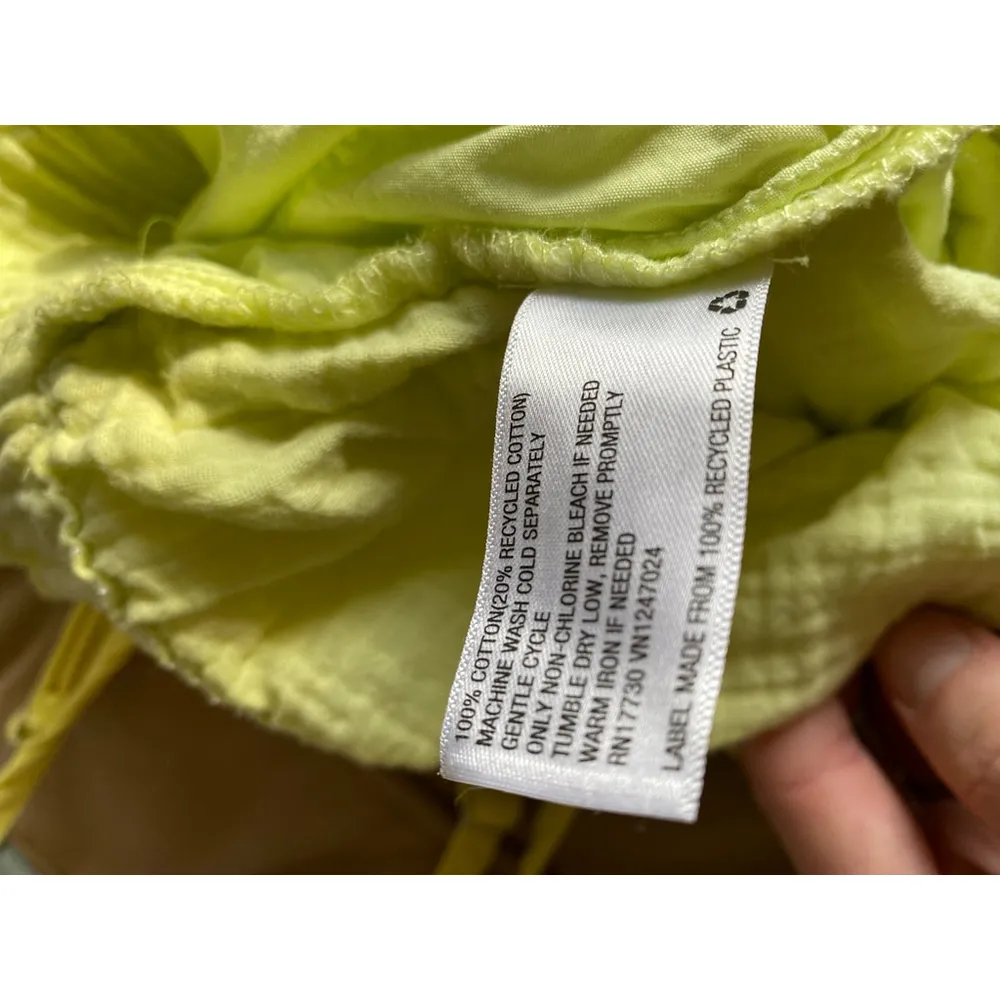 100% COTTON(20% RECYCLED COTTON)
MACHINE WASH COLD SEPARATELY
GENTLE CYCLE
ONLY NON-CHLORINE BLEACH IF NEEDED
TUMBLE DRY LOW, REMOVE PROMPTLY
WARM IRON IF NEEDED
RN177730 VN1247024
LABEL MADE FROM 100% RECYCLED PLASTIC